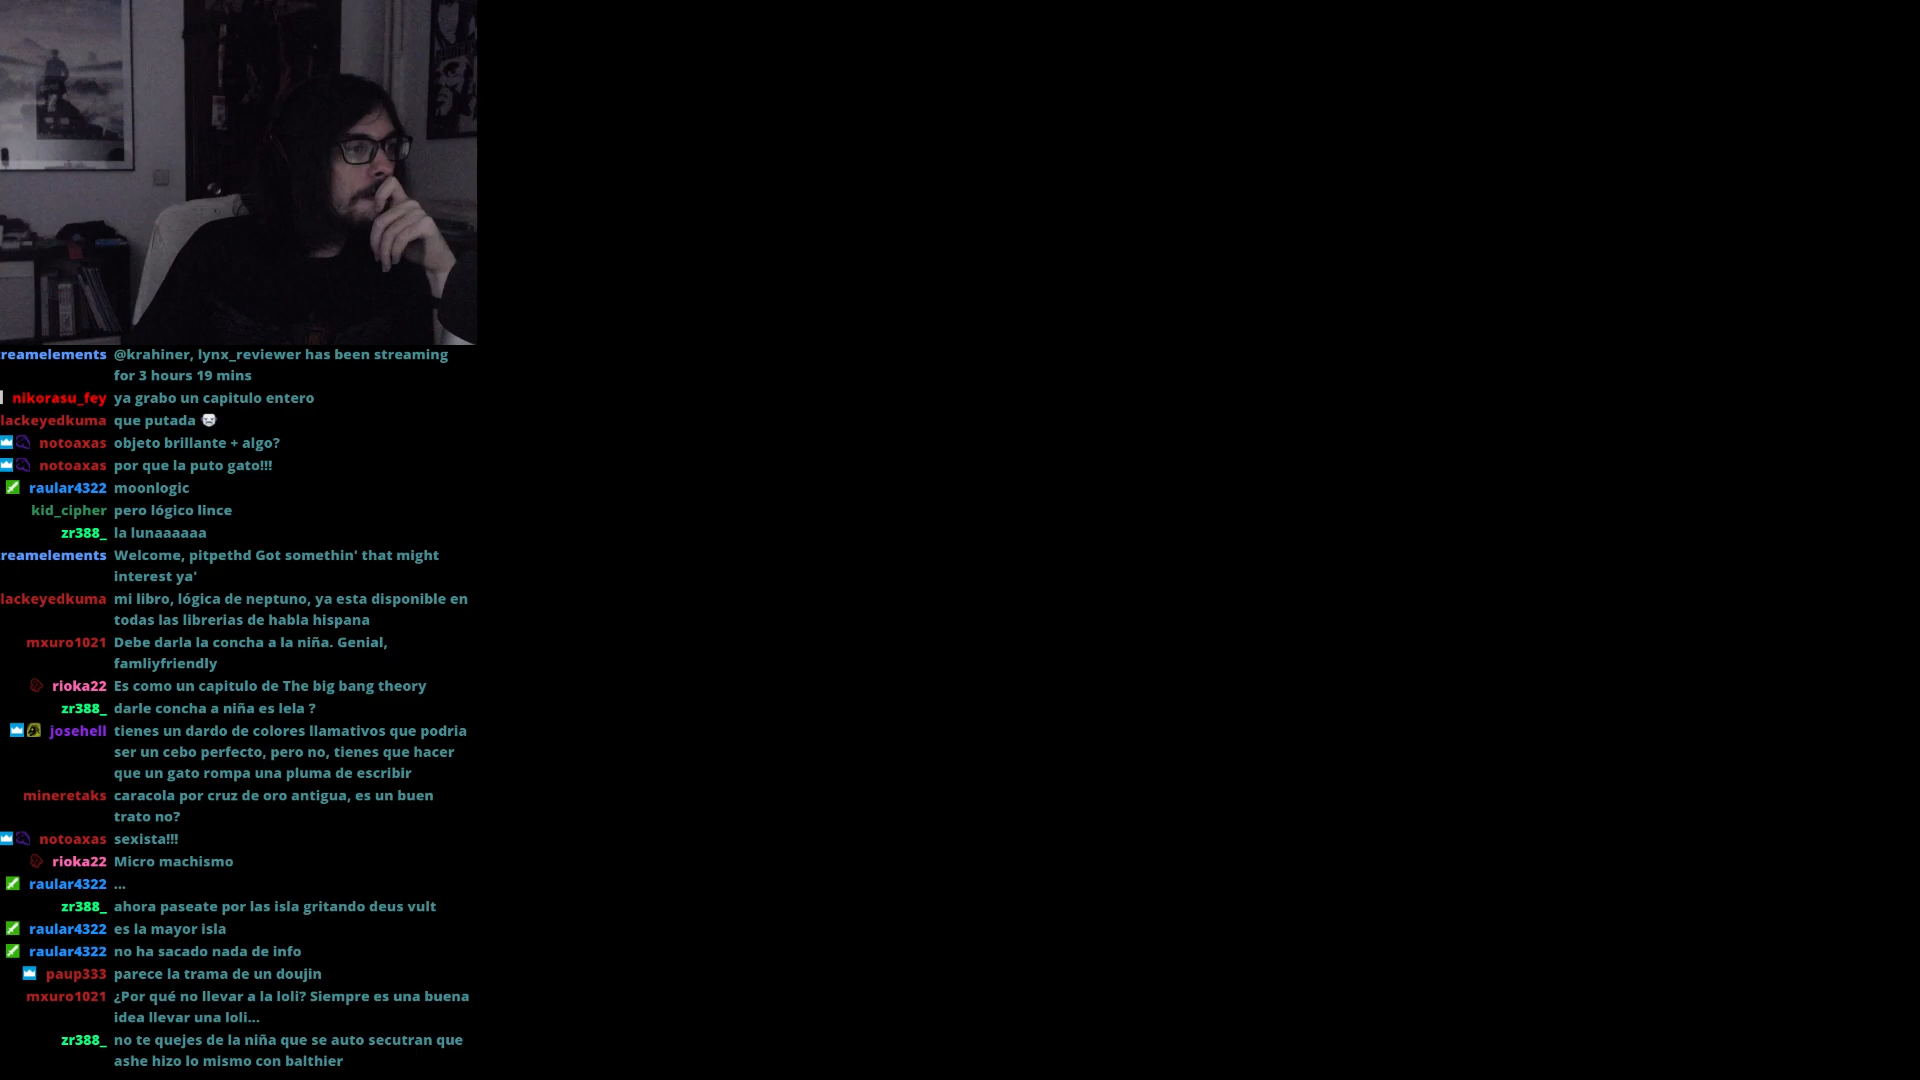 reamelements @krahiner, lynx_reviewer has been streaming
for 3 hours 19 mins
nikorasu_fey ya grabo un capitulo entero
lackeyedkuma que putada
notoaxas objeto brillante + algo?
notoaxas por que la puto gato!!!
raular4322 moonlogic
kid_cipher pero lógico lince
zr388_ la lunaaaaaa
reamelements Welcome, pitpethd Got somethin' that might
interest ya'
lackeyedkuma mi libro, lógica de neptuno, ya esta disponible en
todas las librerias de habla hispana
mxuro1021 Debe darla la concha a la niña. Genial,
famliyfriendly
rioka22 Es como un capitulo de The big bang theory
zr388_ darle concha a niña es lela ?
josehell tienes un dardo de colores llamativos que podria
ser un cebo perfecto, pero no, tienes que hacer
que un gato rompa una pluma de escribir
mineretaks caracola por cruz de oro antigua, es un buen
trato no?
notoaxas sexista!!!
rioka22 Micro machismo
raular4322 ...
zr388_ ahora paseate por las isla gritando deus vult
raular4322 es la mayor isla
raular4322 no ha sacado nada de info
paup333 parece la trama de un doujin
mxuro1021 ¿Por qué no llevar a la loli? Siempre es una buena
idea llevar una loli...
zr388_ no te quejes de la niña que se auto secutran que
ashe hizo lo mismo con balthier